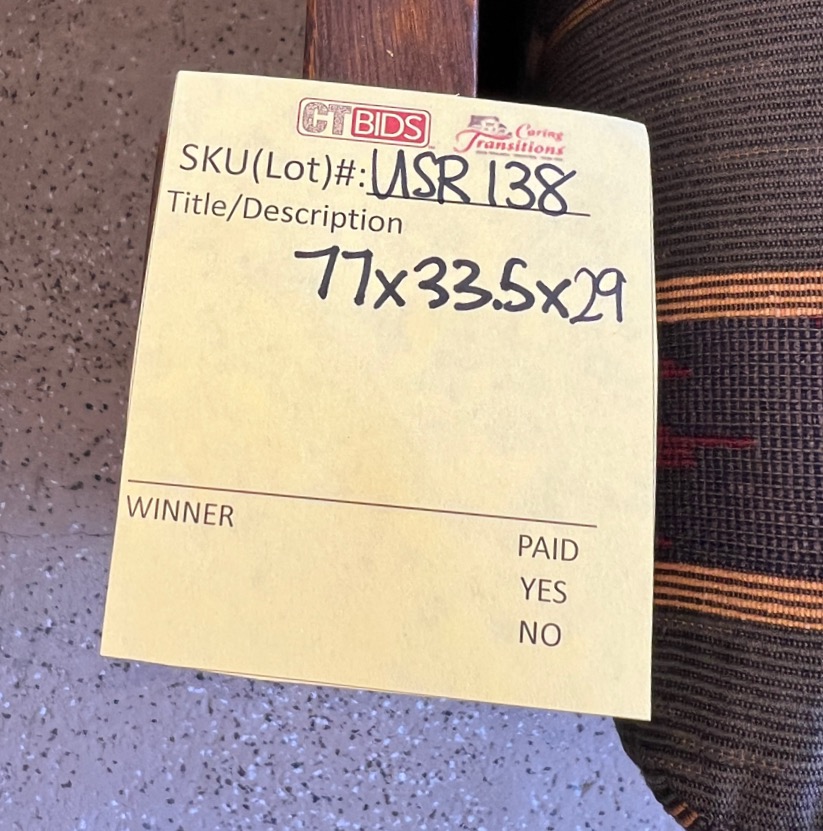 CTBIDS
Caring
Transitions
SKU(Lot)#: USR 138
Title/Description
77x33.5x29
WINNER
PAID
YES
NO